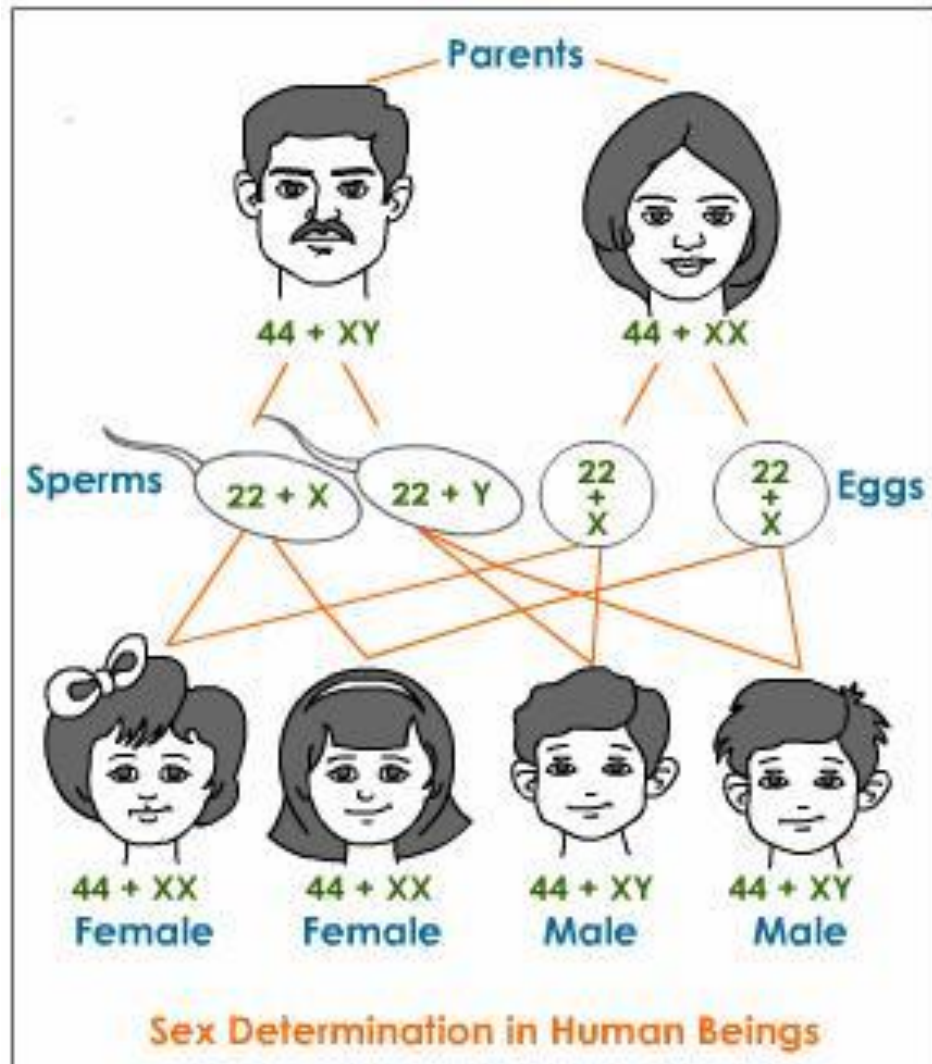 Parents
44 + XY
44 + XX
Sperms
22 + X
22 + Y
22
+
X
22
+
X
Eggs
44 + XX
Female
44 + XX
Female
44 + XY
Male
44 + XY
Male
Sex Determination in Human Beings